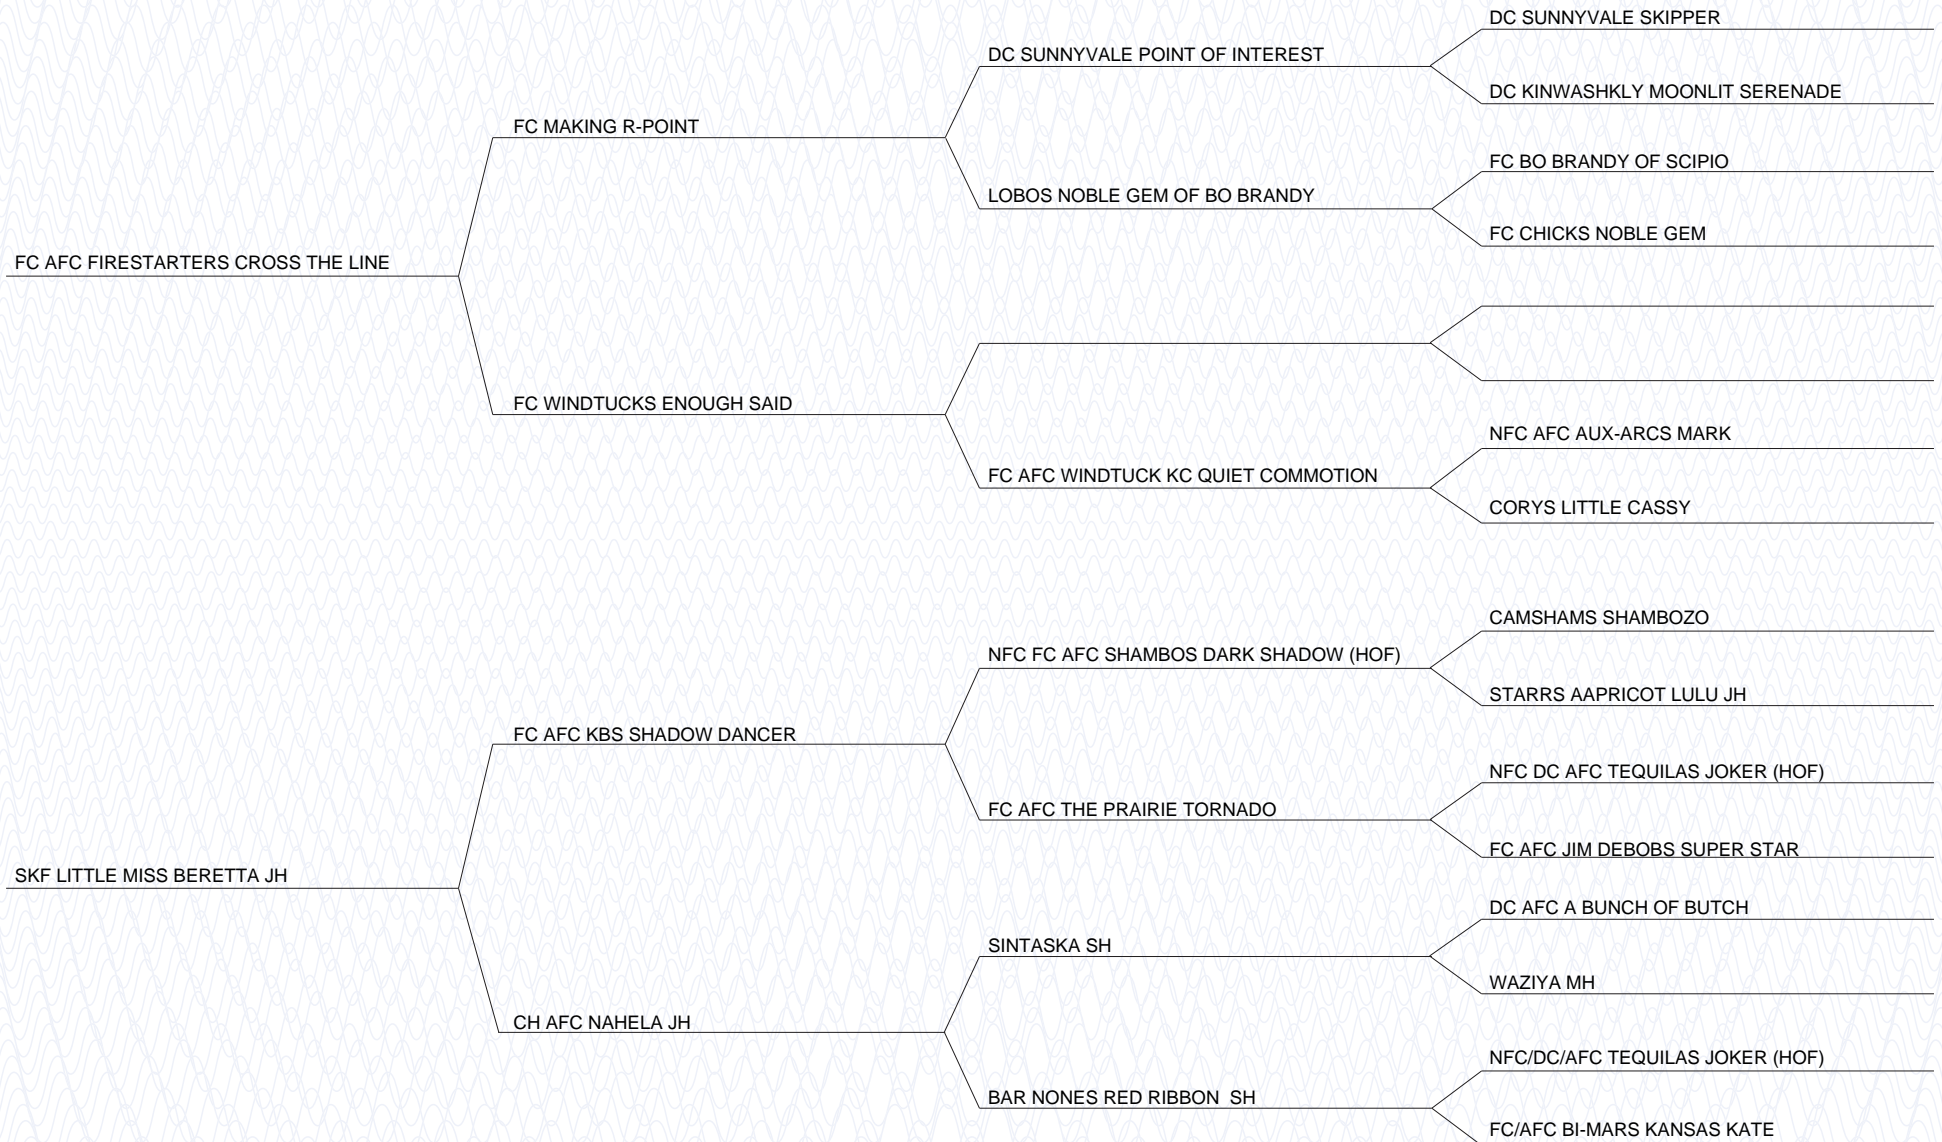 DC SUNNYVALE SKIPPER
DC SUNNYVALE POINT OF INTEREST
DC KINWASHKLY MOONLIT SERENADE
FC MAKING R-POINT
FC BO BRANDY OF SCIPIO
LOBOS NOBLE GEM OF BO BRANDY
FC CHICKS NOBLE GEM
FC AFC FIRESTARTERS CROSS THE LINE
FC WINDTUCKS ENOUGH SAID
NFC AFC AUX-ARCS MARK
FC AFC WINDTUCK KC QUIET COMMOTION
CORYS LITTLE CASSY
CAMSHAMS SHAMBOZO
NFC FC AFC SHAMBOS DARK SHADOW (HOF)
STARRS AAPRICOT LULU JH
FC AFC KBS SHADOW DANCER
NFC DC AFC TEQUILAS JOKER (HOF)
FC AFC THE PRAIRIE TORNADO
FC AFC JIM DEBOBS SUPER STAR
SKF LITTLE MISS BERETTA JH
DC AFC A BUNCH OF BUTCH
SINTASKA SH
WAZIYA MH
CH AFC NAHELA JH
NFC/DC/AFC TEQUILAS JOKER (HOF)
BAR NONES RED RIBBON  SH
FC/AFC BI-MARS KANSAS KATE